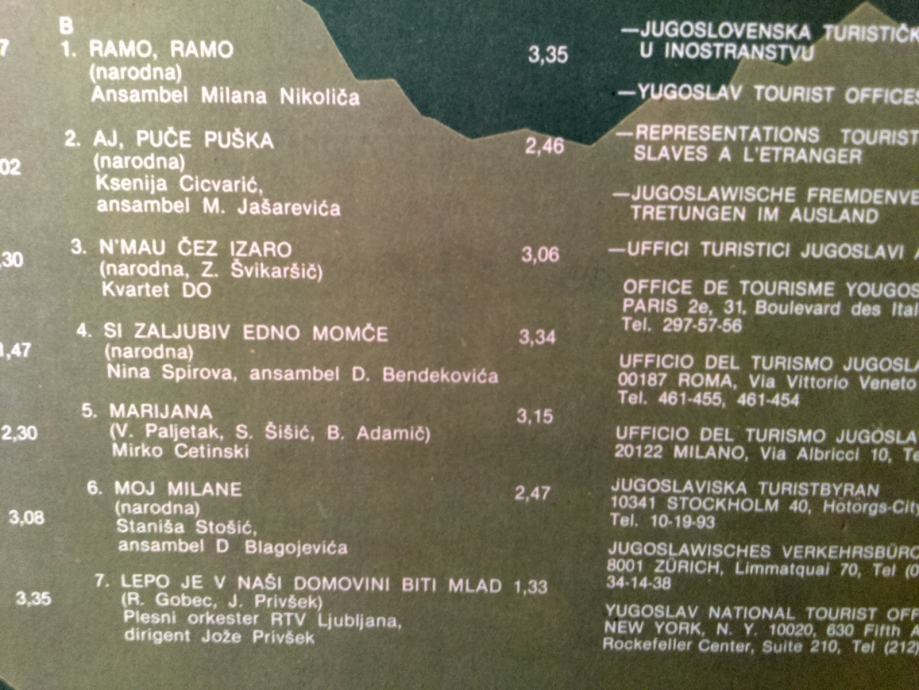 7
02
,30
1,47
2,30
3,08
3,35
B
1. RAMO, RAMO 3,35
(narodna)
Ansambel Milana Nikoliča
2. AJ, PUČE PUŠKA 2,46
(narodna)
Ksenija Cicvarić,
ansambel M. Jašarevića
3. N'MAU ČEZ IZARO 3,06
(narodna, Z. Švikaršič)
Kvartet DO
4. SI ZALJUBIV EDNO MOMČE 3,34
(narodna)
Nina Spirova, ansambel D. Bendekovića
5. MARIJANA 3,15
(V. Paljetak, S. Šišić, B. Adamič)
Mirko Cetinski
6. MOJ MILANE 2,47
(narodna)
Staniša Stošić,
ansambel D Blagojevića
7. LEPO JE V NAŠI DOMOVINI BITI MLAD 1,33
(R. Gobec, J. Privšek)
Plesni orkester RTV Ljubljana,
dirigent Jože Privšek
—JUGOSLOVENSKA TURISTIČK
U INOSTRANSTVU
—YUGOSLAV TOURIST OFFICES
—REPRESENTATIONS TOURIST
SLAVES A L'ETRANGER
—JUGOSLAWISCHE FREMDENVE
TRETUNGEN IM AUSLAND
—UFFICI TURISTICI JUGOSLAVI
OFFICE DE TOURISME YOUGOS
PARIS 2e, 31. Boulevard des Ital
Tel. 297-57-56
UFFICIO DEL TURISMO JUGOSLA
00187 ROMA, Via Vittorio Veneto
Tel. 461-455, 461-454
UFFICIO DEL TURISMO JUGOSLA
20122 MILANO, Via Albricci 10, Te
JUGOSLAVISKA TURISTBYRAN
10341 STOCKHOLM 40, Hötorgs-City
Tel. 10-19-93
JUGOSLAWISCHES VERKEHRSBÜRO
8001 ZÜRICH, Limmatquai 70, Tel (0
34-14-38
YUGOSLAV NATIONAL TOURIST OFF
NEW YORK, N. Y. 10020, 630 Fifth A
Rockefeller Center, Suite 210, Tel (212)